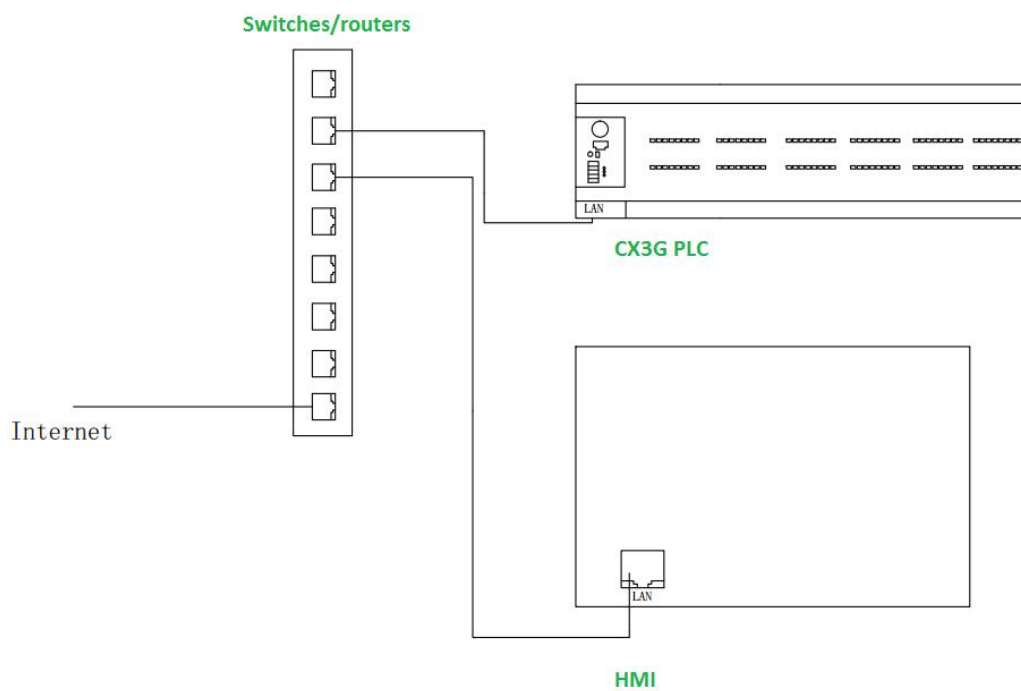 Switches/routers
LAN
CX3G PLC
Internet
LAN
HMI